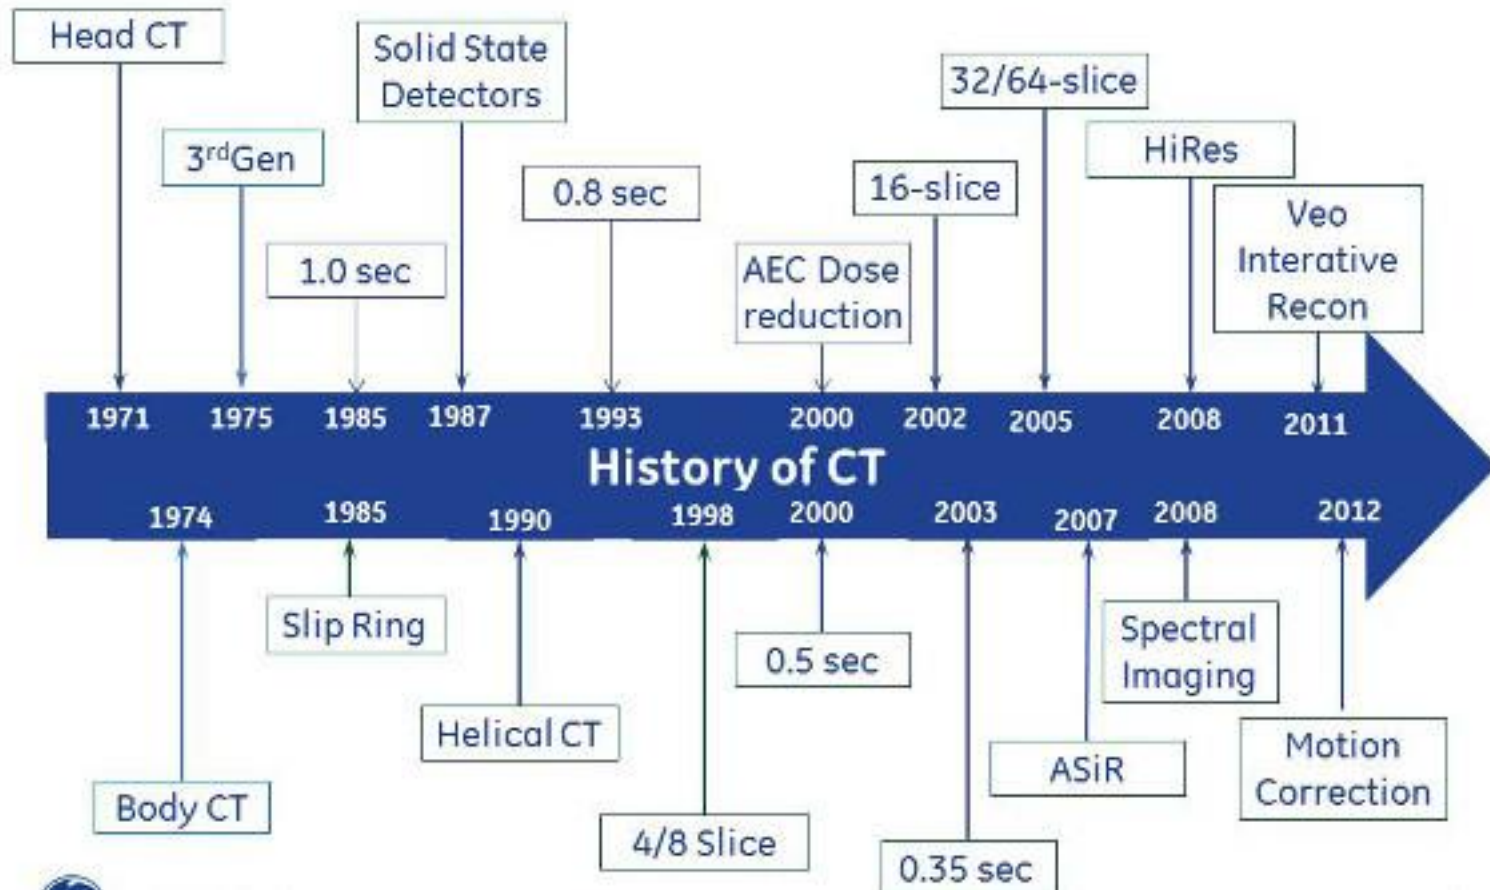 Head CT
3rdGen
1.0 sec
Solid State
Detectors
0.8 sec
AEC Dose
reduction
16-slice
32/64-slice
HiRes
Veo
Interative
Recon
1971 1975 1985 1987 1993 2000 2002 2005 2008 2011
History of CT
1974 1985 1990 1998 2000 2003 2007 2008 2012
Body CT
Slip Ring
Helical CT
4/8 Slice
0.5 sec
0.35 sec
ASiR
Spectral
Imaging
Motion
Correction